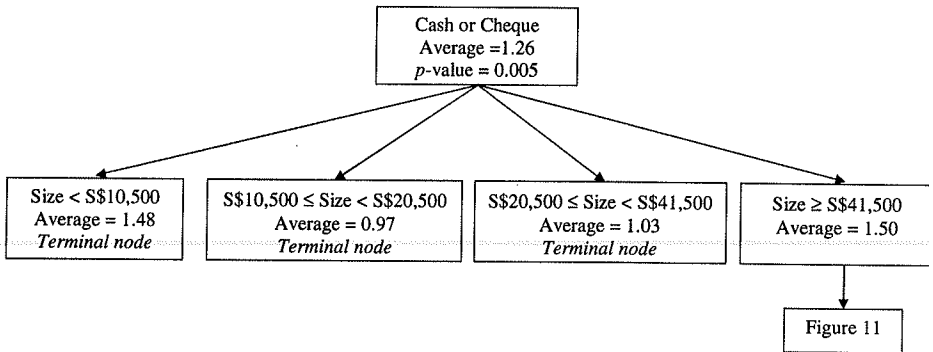 Cash or Cheque
Average =1.26
p-value = 0.005
Size < S$10,500
Average = 1.48
Terminal node
S$10,500 ≤ Size < S$20,500
Average = 0.97
Terminal node
S$20,500 ≤ Size < S$41,500
Average = 1.03
Terminal node
Size ≥ S$41,500
Average = 1.50
Figure 11